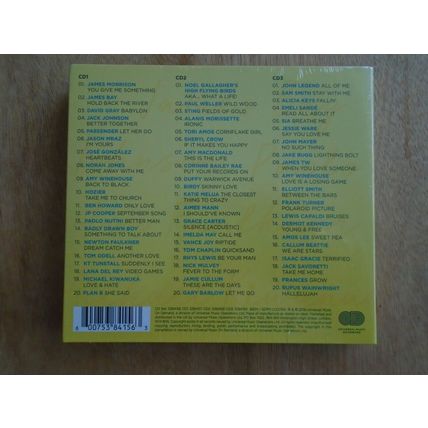 CD1
01. JAMES MORRISON
YOU GIVE ME SOMETHING
02. JAMES BAY
HOLD BACK THE RIVER
03. DAVID GRAY BABYLON
04. JACK JOHNSON
BETTER TOGETHER
05. PASSENGER LET HER GO
06. JASON MRAZ
I'M YOURS
07. JOSÉ GONZÁLEZ
HEARTBEATS
08. NORAH JONES
COME AWAY WITH ME
09. AMY WINEHOUSE
BACK TO BLACK
10. HOZIER
TAKE ME TO CHURCH
11. BEN HOWARD ONLY LOVE
12. JP COOPER SEPTEMBER SONG
13. PAOLO NUTINI BETTER MAN
14. BADLY DRAWN BOY
SOMETHING TO TALK ABOUT
15. NEWTON FAULKNER
DREAM CATCH ME
16. TOM ODELL ANOTHER LOVE
17. KT TUNSTALL SUDDENLY I SEE
18. LANA DEL REY VIDEO GAMES
19. MICHAEL KIWANUKA
LOVE & HATE
20. PLAN B SHE SAID
CD2
01. NOEL GALLAGHER'S
HIGH FLYING BIRDS
AKA... WHAT A LIFE!
02. PAUL WELLER WILD WOOD
03. STING FIELDS OF GOLD
04. ALANIS MORISSETTE
IRONIC
05. TORI AMOS CORNFLAKE GIRL
06. SHERYL CROW
IF IT MAKES YOU HAPPY
07. AMY MACDONALD
THIS IS THE LIFE
08. CORINNE BAILEY RAE
PUT YOUR RECORDS ON
09. DUFFY WARWICK AVENUE
10. BIRDY SKINNY LOVE
11. KATIE MELUA THE CLOSEST
THING TO CRAZY
12. AIMEE MANN
I SHOULD'VE KNOWN
13. GRACE CARTER
SILENCE (ACOUSTIC)
14. IMELDA MAY CALL ME
15. VANCE JOY RIPTIDE
16. TOM CHAPLIN QUICKSAND
17. RHYS LEWIS BE YOUR MAN
18. NICK MULVEY
FEVER TO THE FORM
19. JAMIE CULLUM
THESE ARE THE DAYS
20. GARY BARLOW LET ME GO
CD3
01. JOHN LEGEND ALL OF ME
02. SAM SMITH STAY WITH ME
03. ALICIA KEYS FALLIN'
04. EMELI SANDÉ
READ ALL ABOUT IT
05. SIA BREATHE ME
06. JESSIE WARE
SAY YOU LOVE ME
07. JOHN MAYER
NO SUCH THING
08. JAKE BUGG LIGHTNING BOLT
09. JAMES TW
WHEN YOU LOVE SOMEONE
10. AMY WINEHOUSE
LOVE IS A LOSING GAME
11. ELLIOTT SMITH
BETWEEN THE BARS
12. FRANK TURNER
POLAROID PICTURE
13. LEWIS CAPALDI BRUISES
14. DERMOT KENNEDY
YOUNG & FREE
15. AMOS LEE SWEET PEA
16. CALLUM BEATTIE
WE ARE STARS
17. ISAAC GRACIE TERRIFIED
18. JACK SAVORETTI
TAKE ME HOME
19. FRANCES GROW
20. RUFUS WAINWRIGHT
HALLELUJAH
6 00753 84156 3